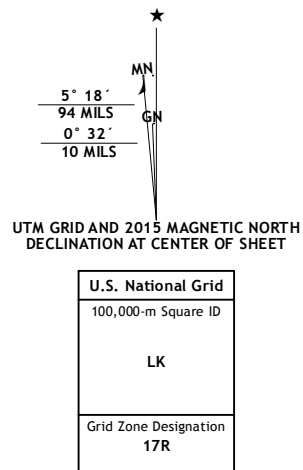 MN
5° 18´
94 MILS
GN
0° 32´
10 MILS
UTM GRID AND 2015 MAGNETIC NORTH
DECLINATION AT CENTER OF SHEET
U.S. National Grid
100,000-m Square ID
LK
Grid Zone Designation
17R